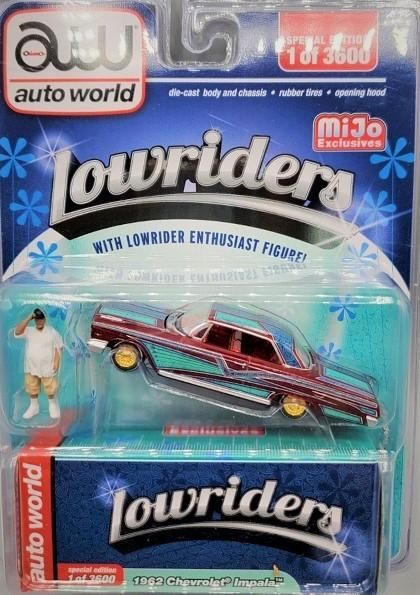 aw
SPECIAL EDITION
1 of 3600
auto world
die-cast body and chassis • rubber tires • opening hood
MiJo
Exclusives
Lowriders
WITH LOWRIDER ENTHUSIAST FIGURE!
Lowriders
auto world
special edition
1 of 3600
1962 Chevrolet® Impala™